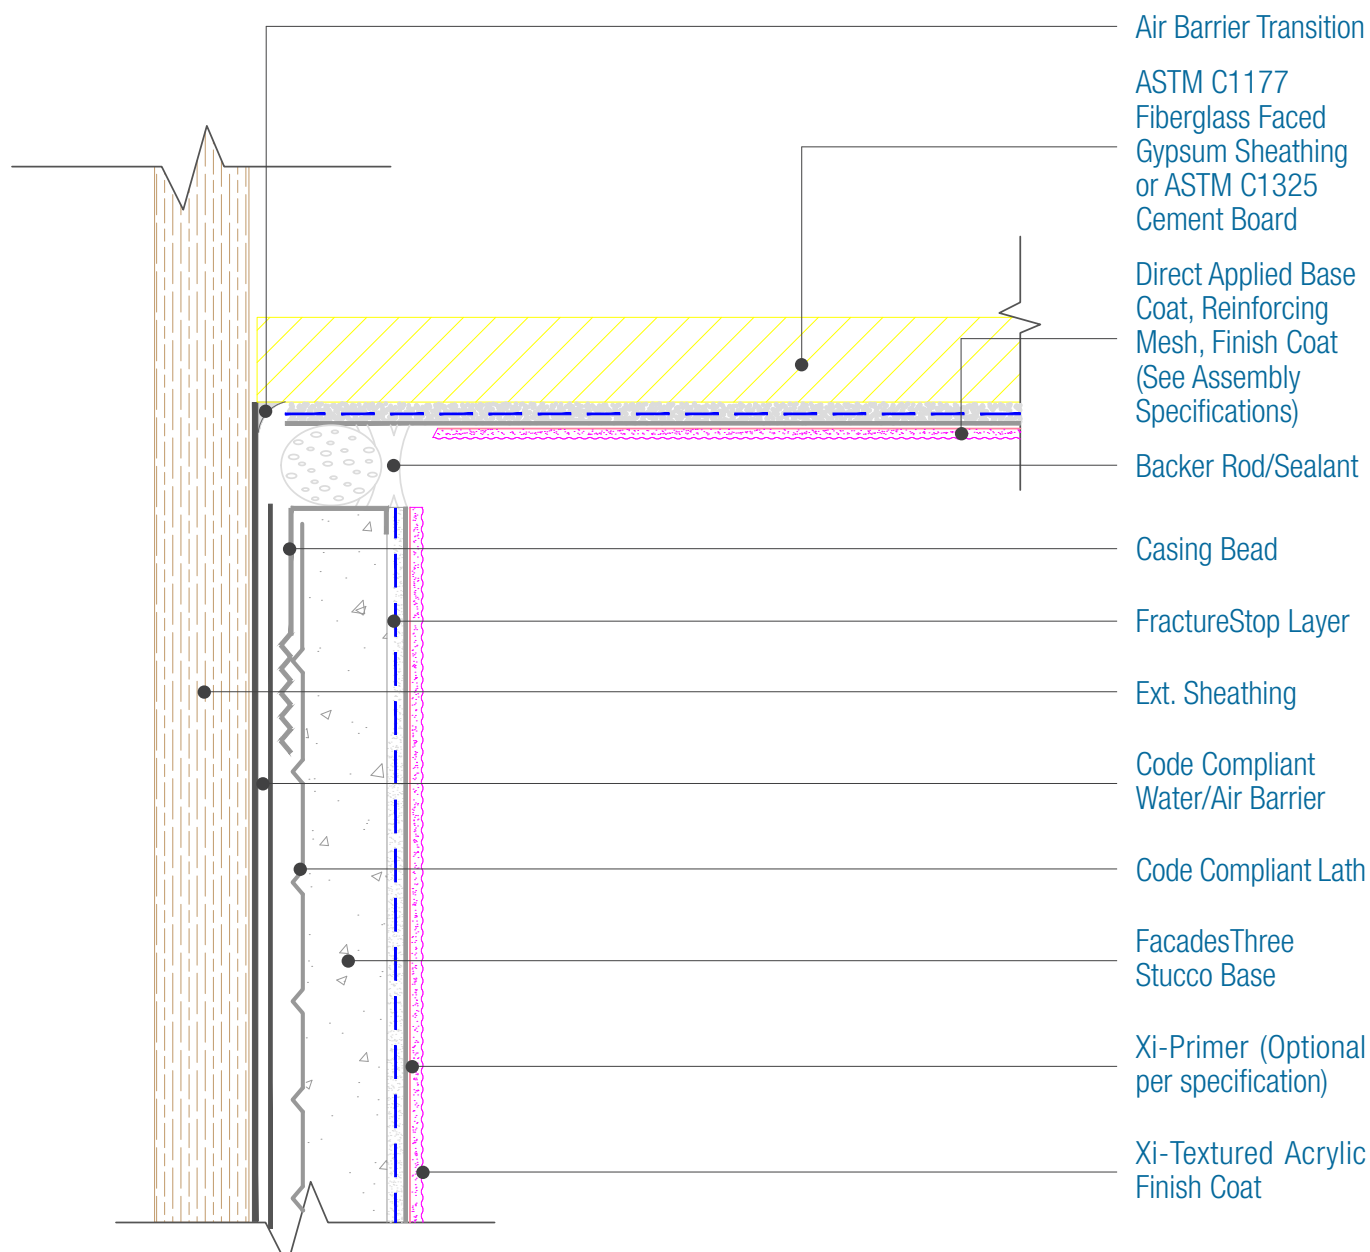 Air Barrier Transition
ASTM C1177
Fiberglass Faced
Gypsum Sheathing
or ASTM C1325
Cement Board
Direct Applied Base
Coat, Reinforcing
Mesh, Finish Coat
(See Assembly
Specifications)
Backer Rod/Sealant
Casing Bead
FractureStop Layer
Ext. Sheathing
Code Compliant
Water/Air Barrier
Code Compliant Lath
FacadesThree
Stucco Base
Xi-Primer (Optional
per specification)
Xi-Textured Acrylic
Finish Coat